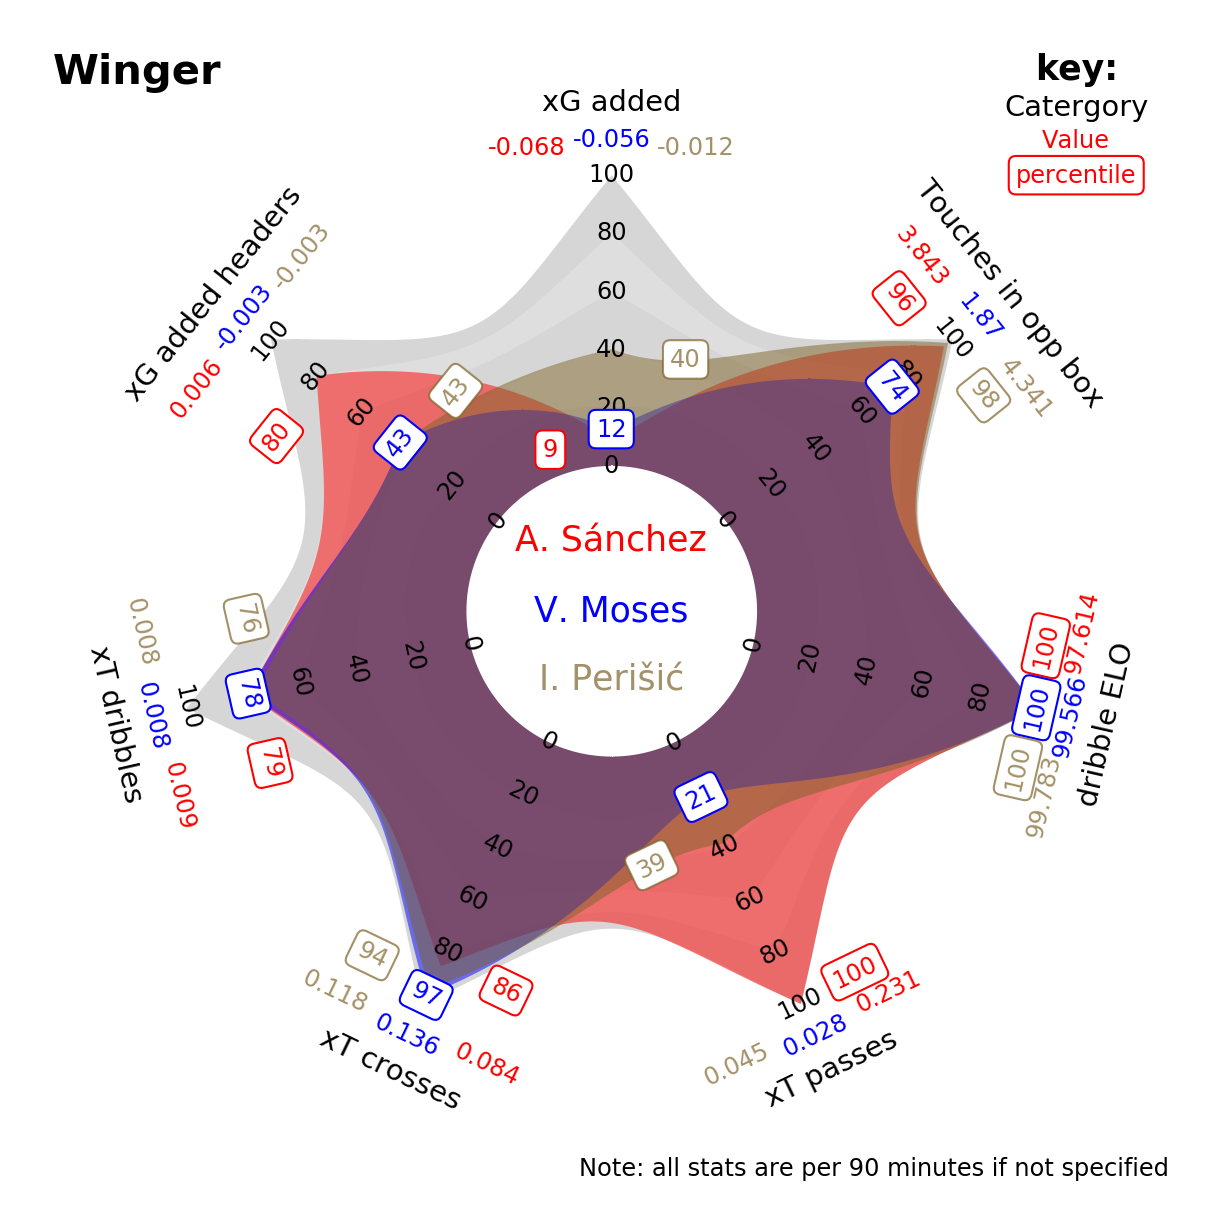 Winger
key:
Catergory
Value
percentile
xG added
-0.068 -0.056 -0.012
100
80
60
40
20
0
40
12
9
Touches in opp box
3.843 1.87 4.341
96
98
74
100
80
60
40
20
0
dribble ELO
97.614 99.566 99.783
100
100
100
80
60
40
20
0
xT passes
0.045 0.028 0.231
100
21
39
100
80
60
40
0
xT crosses
0.118 0.136 0.084
94
97
86
80
60
40
20
0
xT dribbles
0.008 0.008 0.009
76
78
79
100
60
40
20
0
xG added headers
0.006 -0.003 -0.003
80
43
43
100
80
60
20
0
A. Sánchez
V. Moses
I. Perišić
Note: all stats are per 90 minutes if not specified